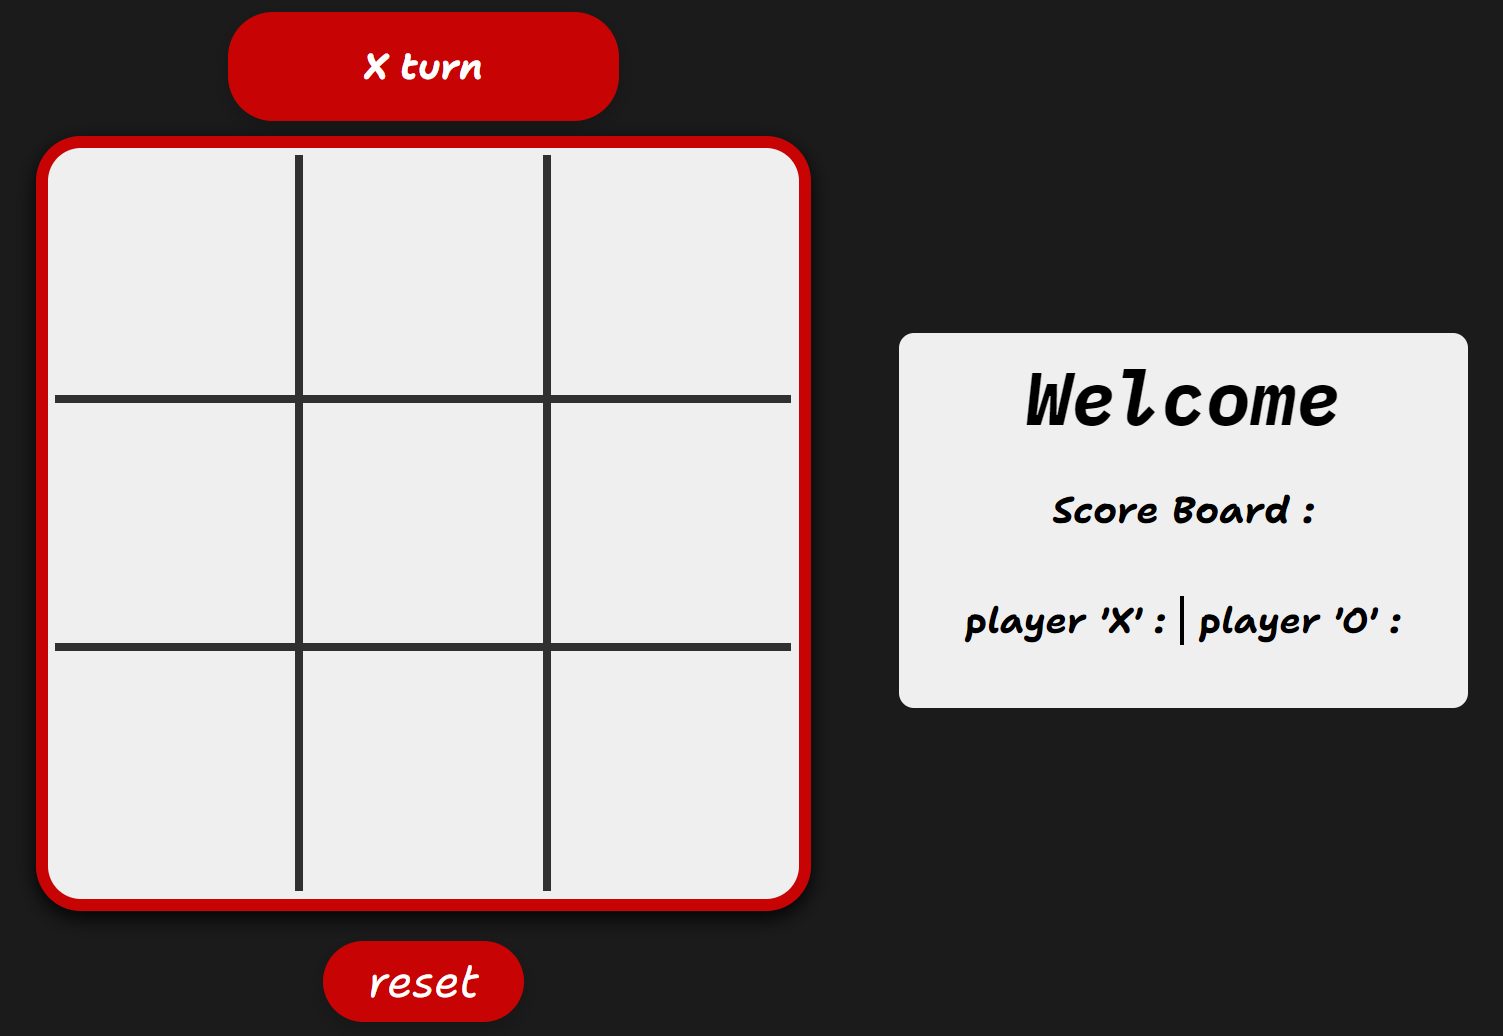 X turn
reset
Welcome
Score Board :
player 'X' : | player 'O' :